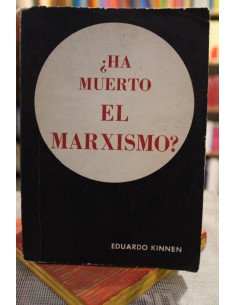 ¿HA
MUERTO
EL
MARXISMO?
EDUARDO KINNEN